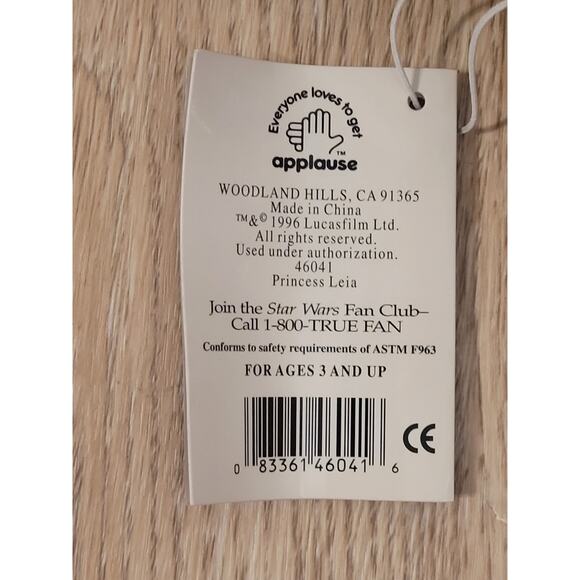 Everyone loves to get
applause™
WOODLAND HILLS, CA 91365
Made in China
™&© 1996 Lucasfilm Ltd.
All rights reserved.
Used under authorization.
46041
Princess Leia
Join the Star Wars Fan Club–
Call 1-800-TRUE FAN
Conforms to safety requirements of ASTM F963
FOR AGES 3 AND UP
CE
0 83361 46041 6